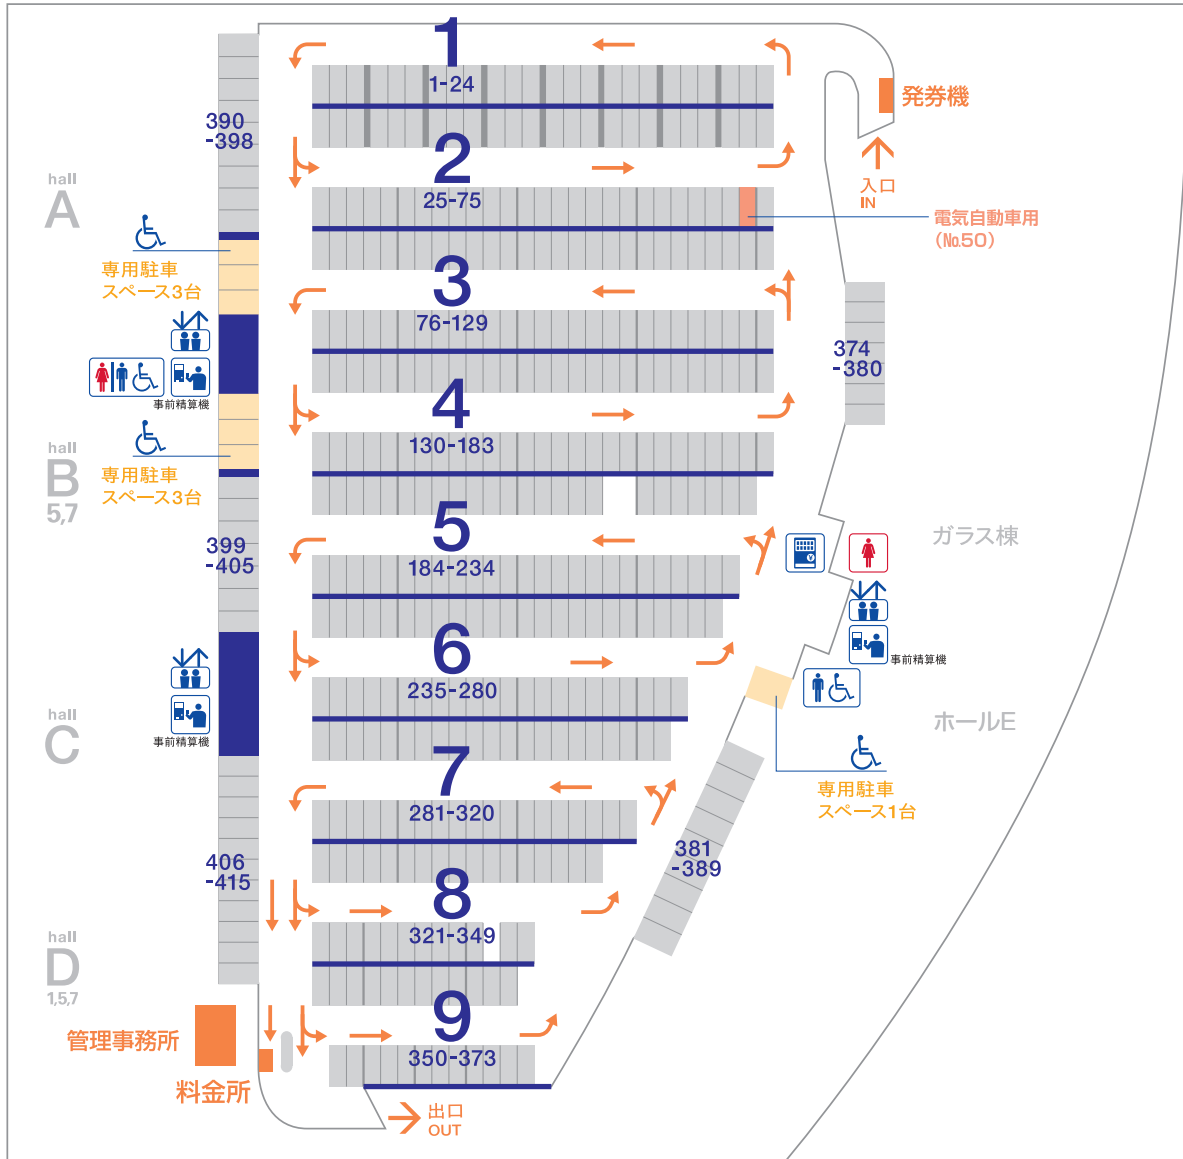 1
1-24
発券機
390
-398
2
入口
IN
hall
A
25-75
電気自動車用
(No.50)
3
専用駐車
スペース3台
76-129
374
-380
事前精算機
4
130-183
hall
B
5,7
専用駐車
スペース3台
5
ガラス棟
399
-405
184-234
6
事前精算機
235-280
hall
C
事前精算機
ホールE
7
専用駐車
スペース1台
281-320
381
-389
406
-415
8
321-349
hall
D
1,5,7
9
管理事務所
350-373
料金所
出口
OUT